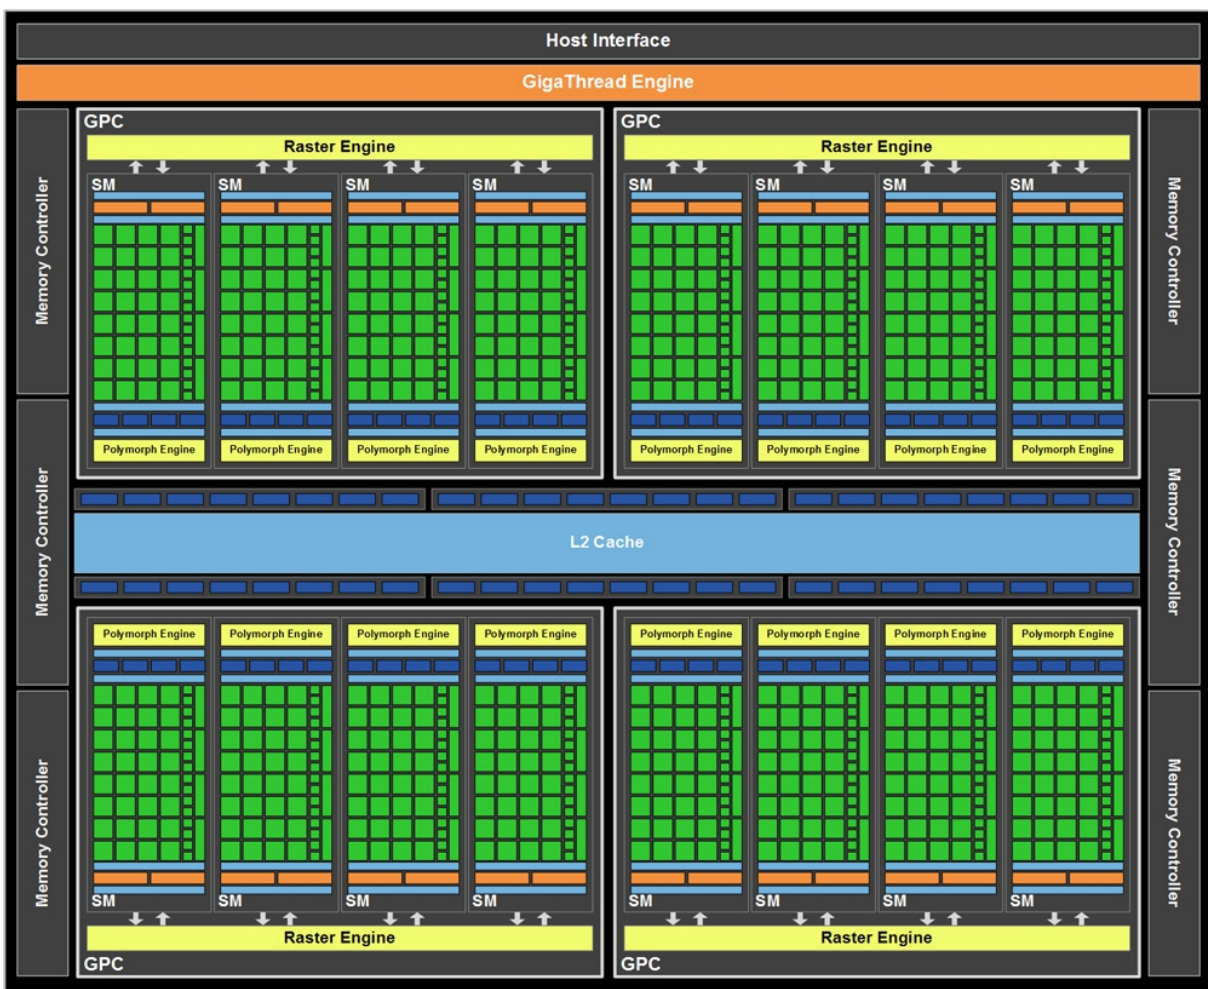 Host Interface
GigaThread Engine
GPC
Raster Engine
SM SM SM SM
Polymorph Engine Polymorph Engine Polymorph Engine Polymorph Engine
GPC
Raster Engine
SM SM SM SM
Polymorph Engine Polymorph Engine Polymorph Engine Polymorph Engine
Memory Controller
Memory Controller
Memory Controller
Memory Controller
Memory Controller
Memory Controller
L2 Cache
Polymorph Engine Polymorph Engine Polymorph Engine Polymorph Engine
SM SM SM SM
Raster Engine
GPC
Polymorph Engine Polymorph Engine Polymorph Engine Polymorph Engine
SM SM SM SM
Raster Engine
GPC